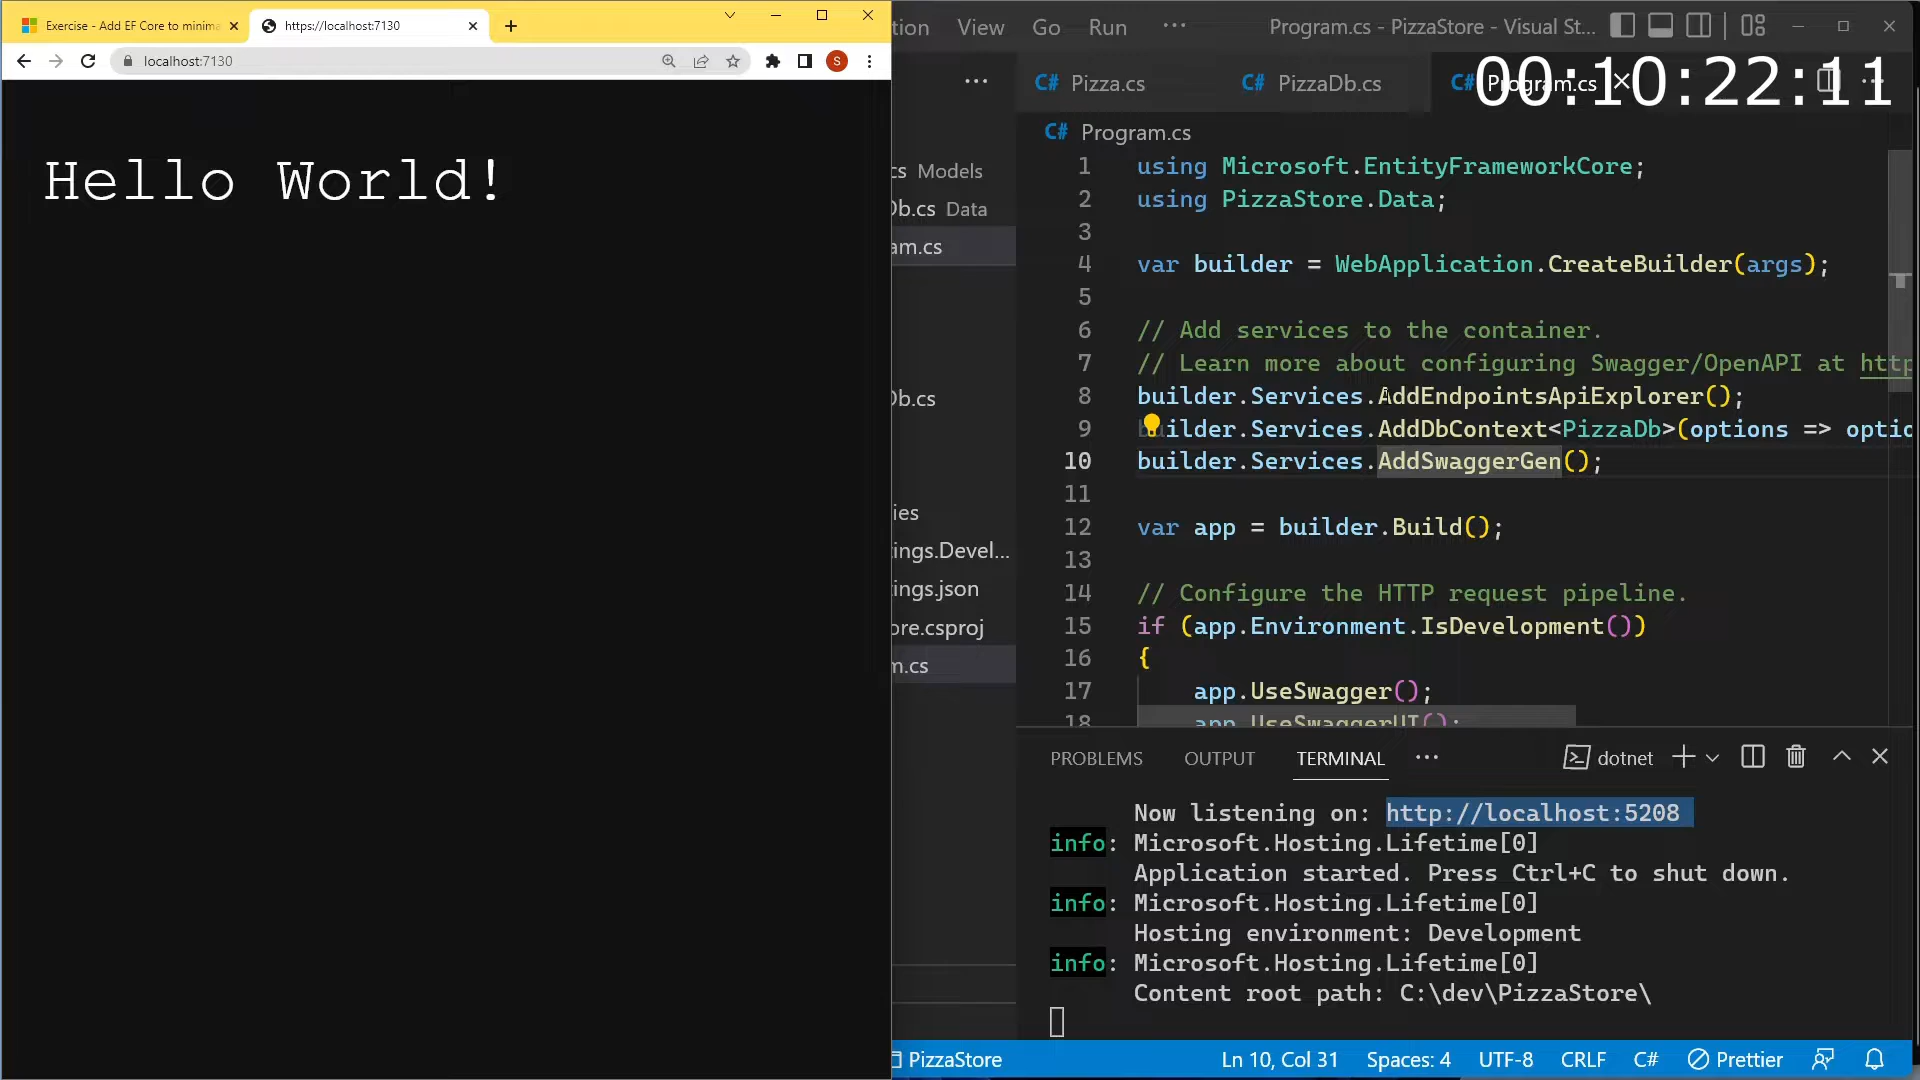 Exercise - Add EF Core to minima
https://localhost:7130
localhost:7130
S
Hello World!
tion View Go Run ··· Program.cs - PizzaStore - Visual St...
00:10:22:11
C# Pizza.cs C# PizzaDb.cs C# Program.cs
C# Program.cs
cs Models
Db.cs Data
am.cs
Db.cs
ies
ings.Devel...
ings.json
ore.csproj
m.cs
1 using Microsoft.EntityFrameworkCore;
2 using PizzaStore.Data;
3
4 var builder = WebApplication.CreateBuilder(args);
5
6 // Add services to the container.
7 // Learn more about configuring Swagger/OpenAPI at http
8 builder.Services.AddEndpointsApiExplorer();
9 builder.Services.AddDbContext<PizzaDb>(options => optio
10 builder.Services.AddSwaggerGen();
11
12 var app = builder.Build();
13
14 // Configure the HTTP request pipeline.
15 if (app.Environment.IsDevelopment())
16 {
17 app.UseSwagger();
18 app.UseSwaggerUI();
PROBLEMS OUTPUT TERMINAL ··· dotnet
Now listening on: http://localhost:5208
info: Microsoft.Hosting.Lifetime[0]
Application started. Press Ctrl+C to shut down.
info: Microsoft.Hosting.Lifetime[0]
Hosting environment: Development
info: Microsoft.Hosting.Lifetime[0]
Content root path: C:\dev\PizzaStore\
PizzaStore Ln 10, Col 31 Spaces: 4 UTF-8 CRLF C# Prettier